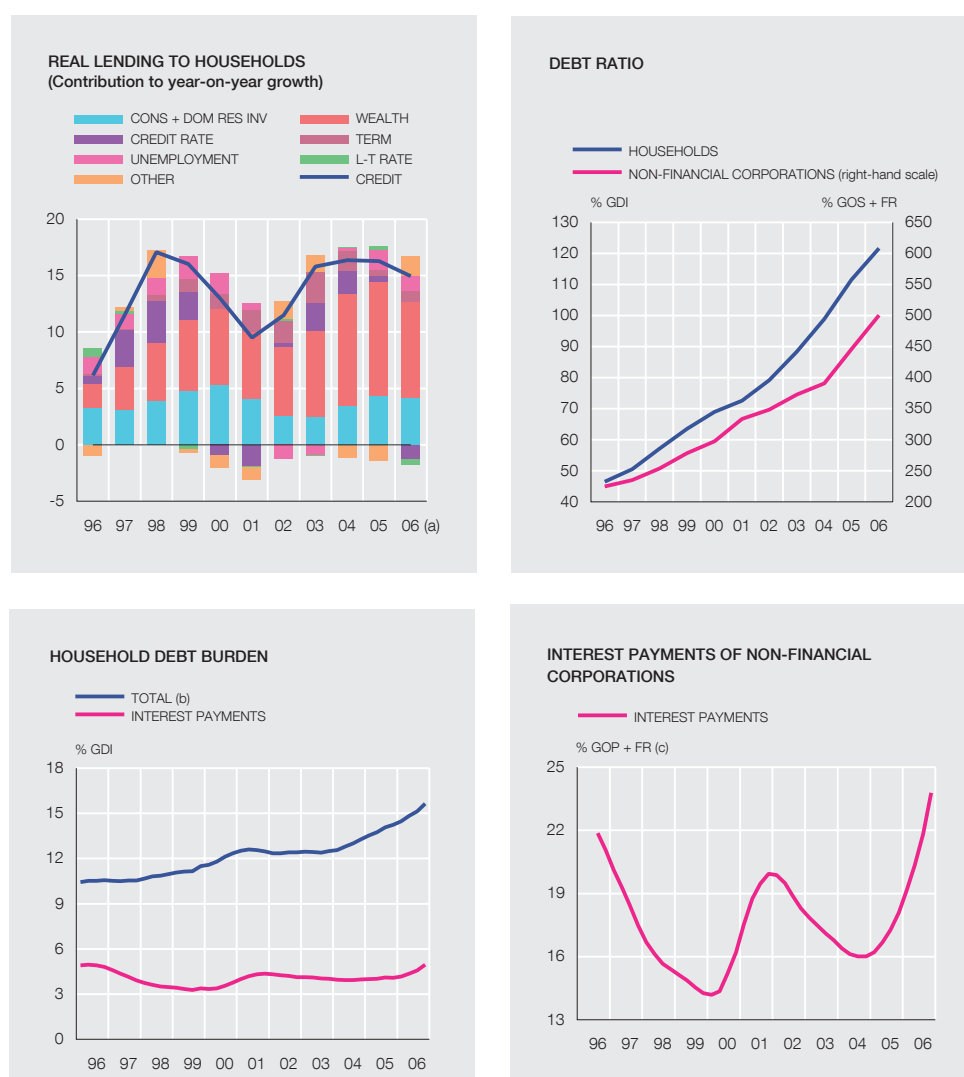 REAL LENDING TO HOUSEHOLDS
(Contribution to year-on-year growth)
CONS + DOM RES INV
WEALTH
CREDIT RATE
TERM
UNEMPLOYMENT
L-T RATE
OTHER
CREDIT
20
15
10
5
0
-5
96 97 98 99 00 01 02 03 04 05 06 (a)
DEBT RATIO
HOUSEHOLDS
NON-FINANCIAL CORPORATIONS (right-hand scale)
% GDI % GOS + FR
130 650
120 600
110 550
100 500
90 450
80 400
70 350
60 300
50 250
40 200
96 97 98 99 00 01 02 03 04 05 06
HOUSEHOLD DEBT BURDEN
TOTAL (b)
INTEREST PAYMENTS
% GDI
18
15
12
9
6
3
0
96 97 98 99 00 01 02 03 04 05 06
INTEREST PAYMENTS OF NON-FINANCIAL
CORPORATIONS
INTEREST PAYMENTS
% GOP + FR (c)
25
22
19
16
13
96 97 98 99 00 01 02 03 04 05 06